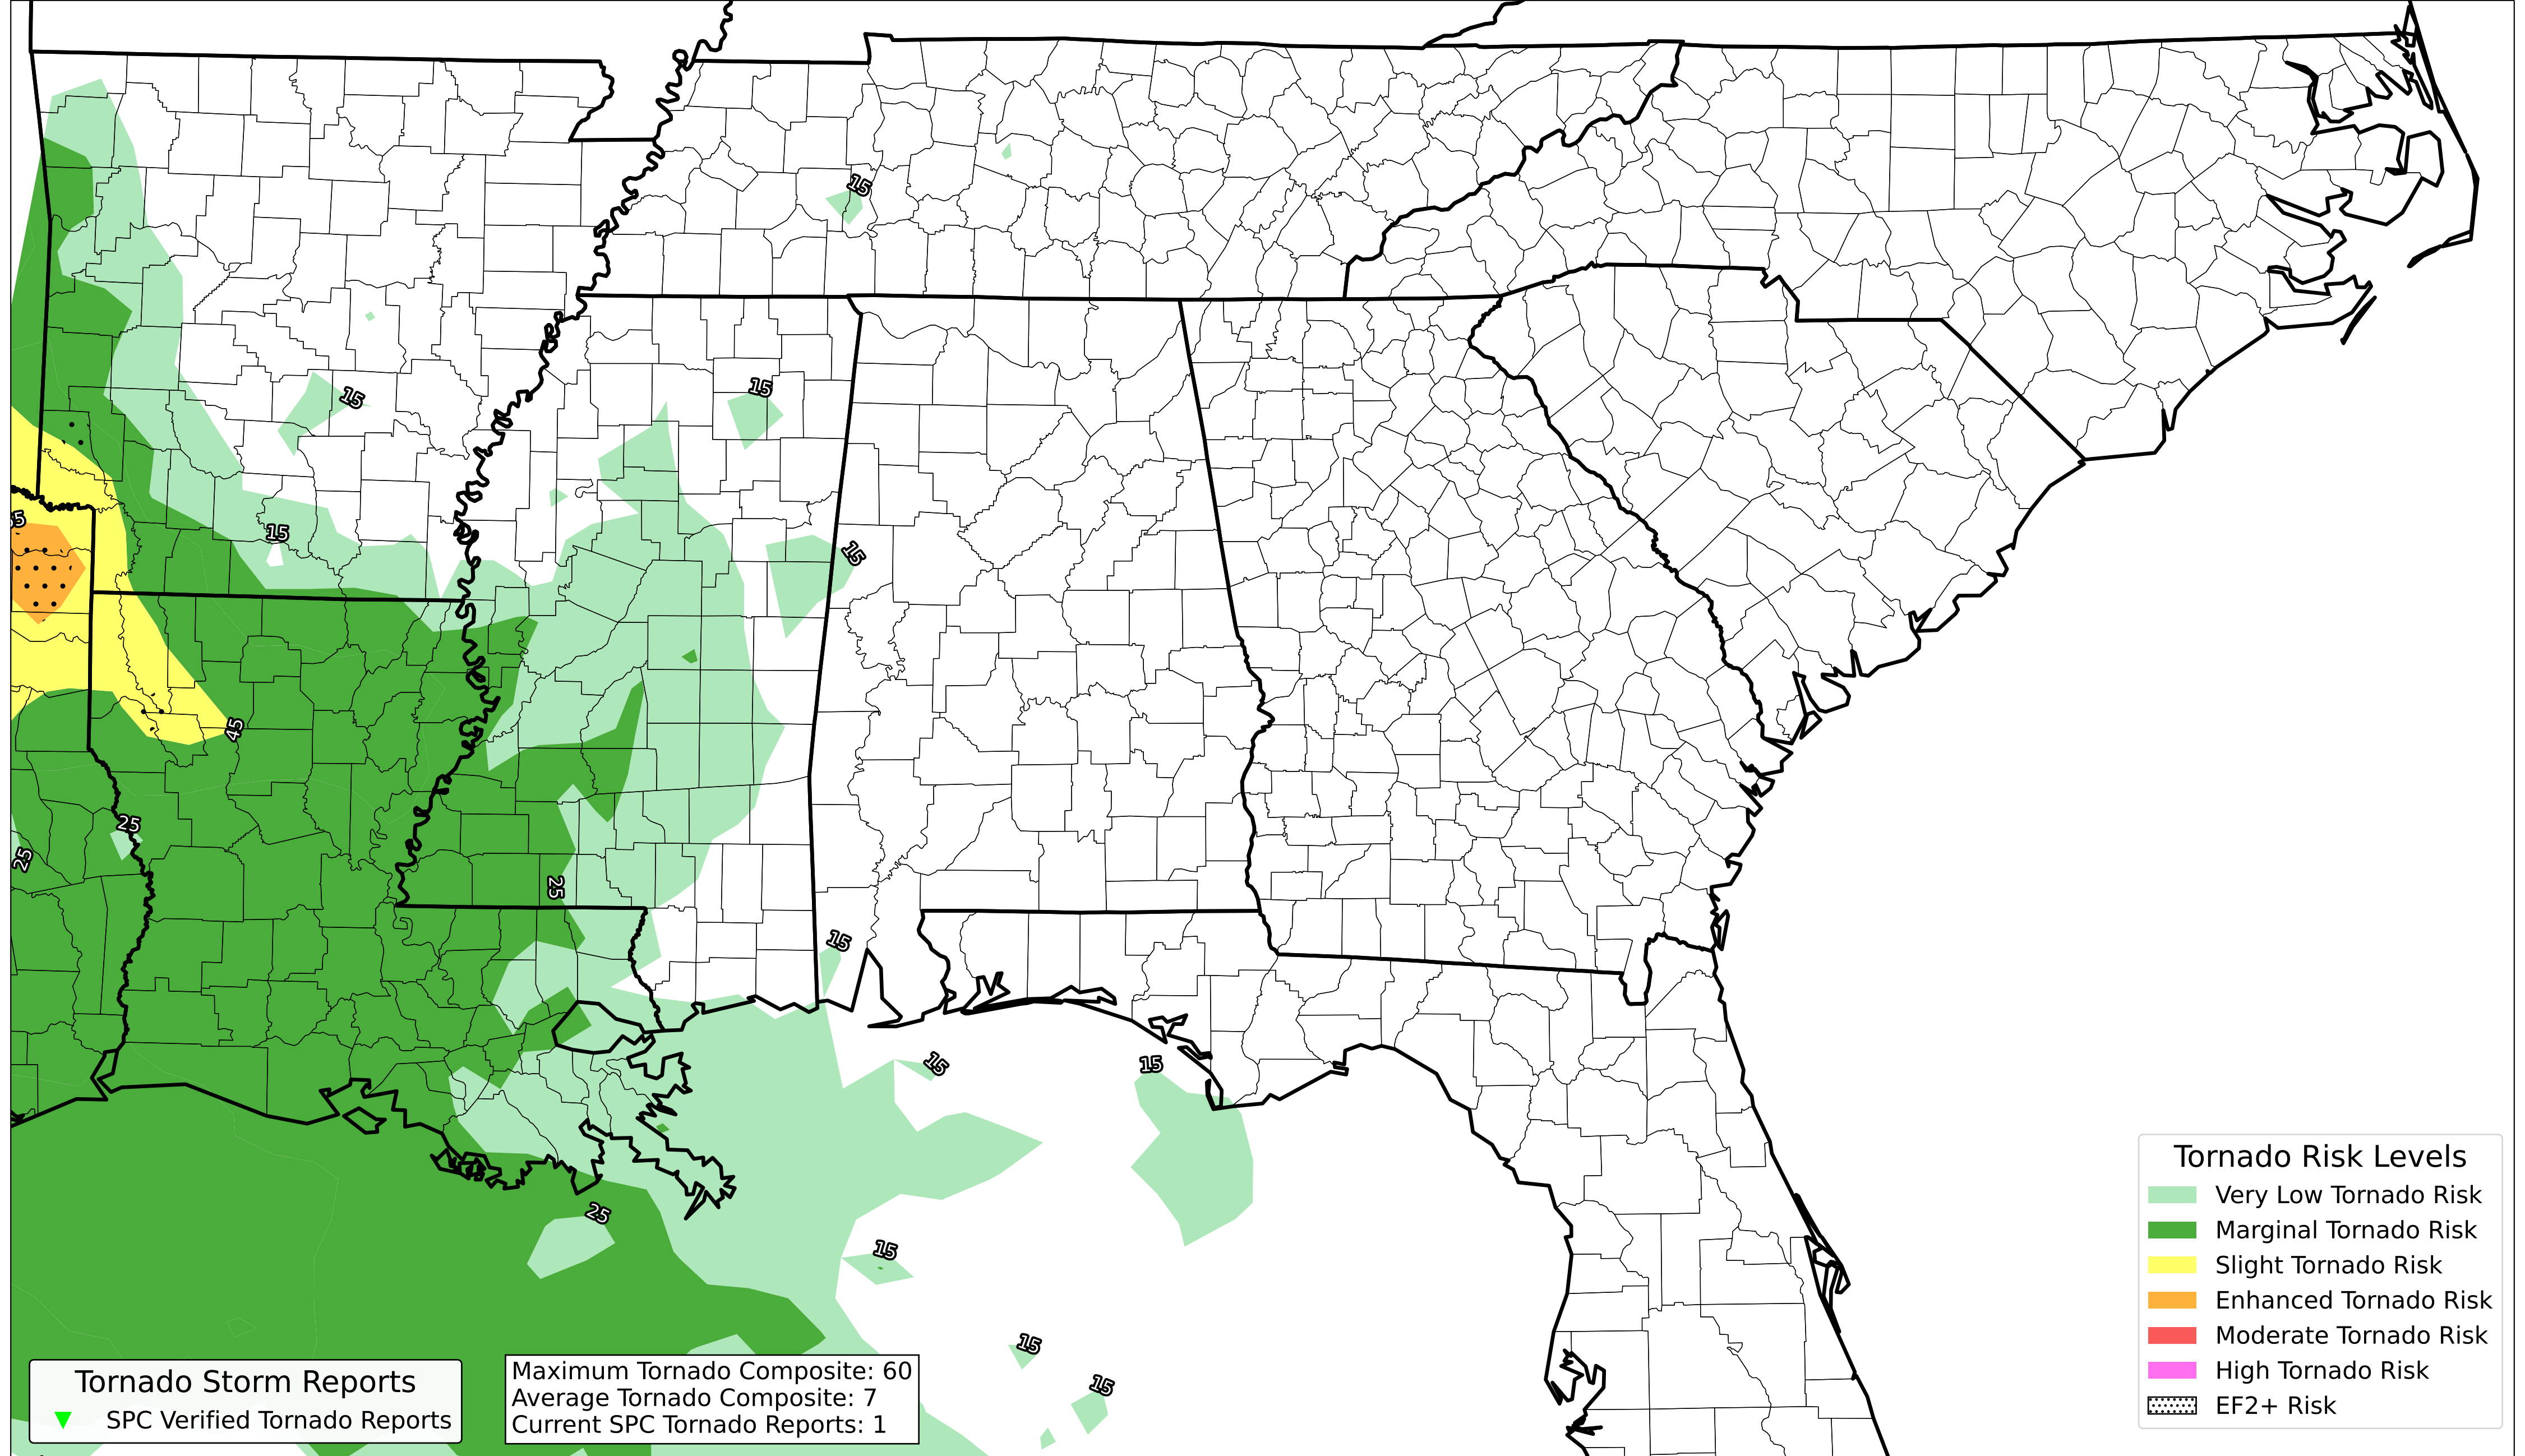 15
15
15
15
65
15
45
25
25
25
15
15
15
25
15
15
15
Tornado Risk Levels
Very Low Tornado Risk
Marginal Tornado Risk
Slight Tornado Risk
Enhanced Tornado Risk
Moderate Tornado Risk
High Tornado Risk
EF2+ Risk
Tornado Storm Reports
SPC Verified Tornado Reports
Maximum Tornado Composite: 60
Average Tornado Composite: 7
Current SPC Tornado Reports: 1